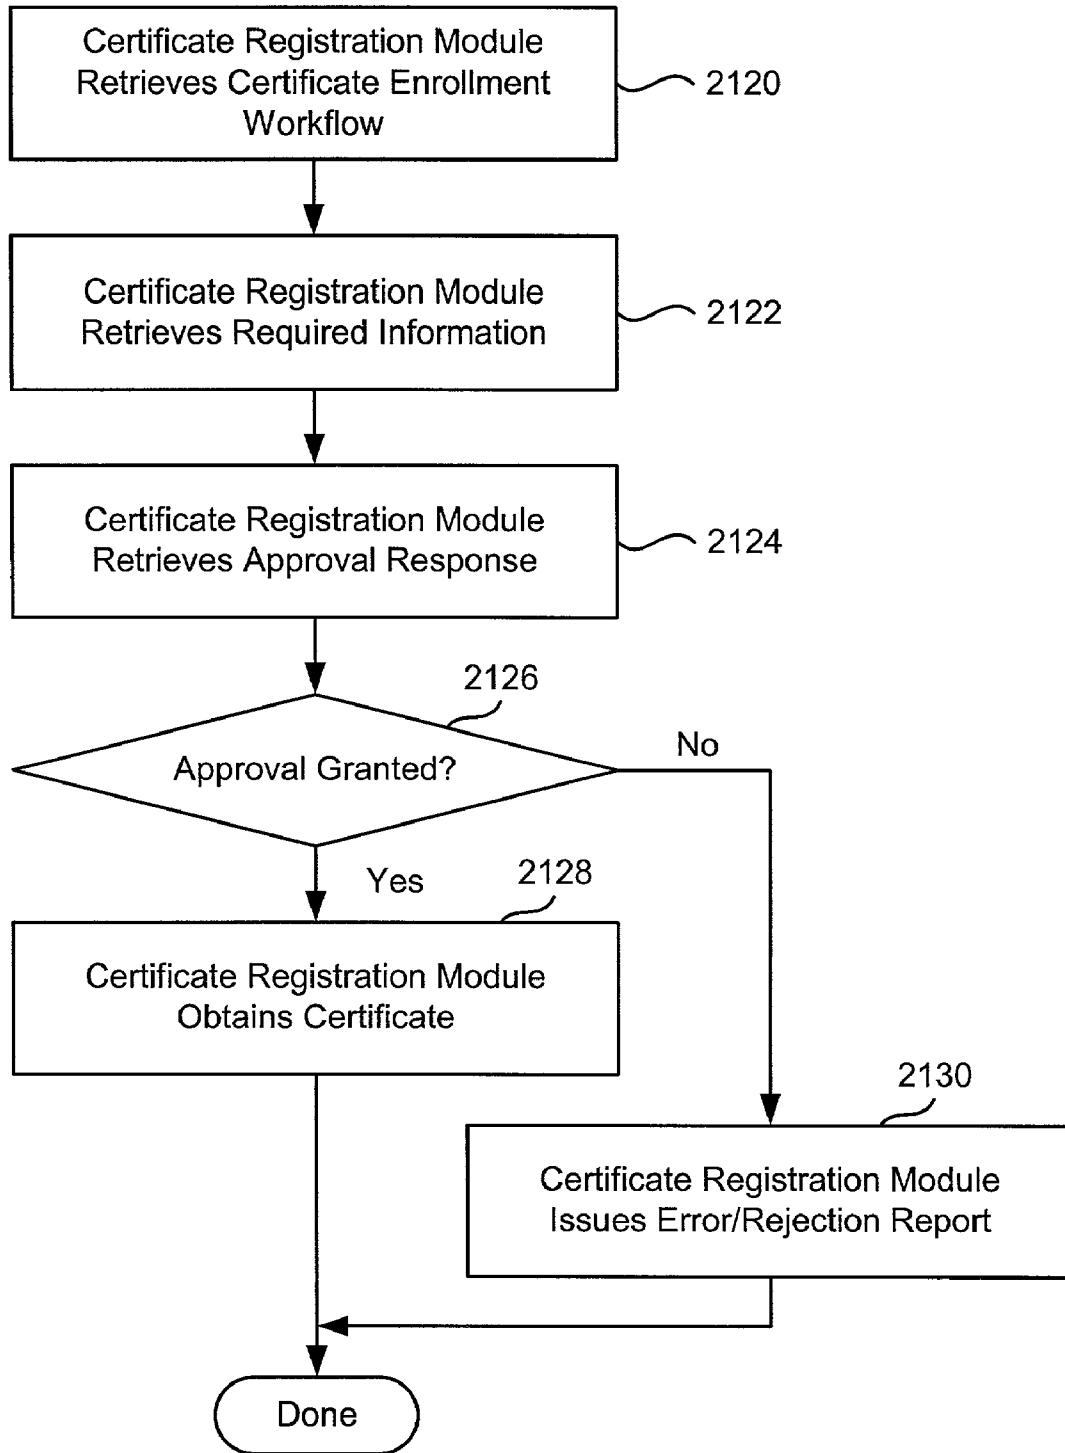 Certificate Registration Module
Retrieves Certificate Enrollment
Workflow
2120
Certificate Registration Module
Retrieves Required Information
2122
Certificate Registration Module
Retrieves Approval Response
2124
2126
Approval Granted?
No
Yes
2128
Certificate Registration Module
Obtains Certificate
2130
Certificate Registration Module
Issues Error/Rejection Report
Done